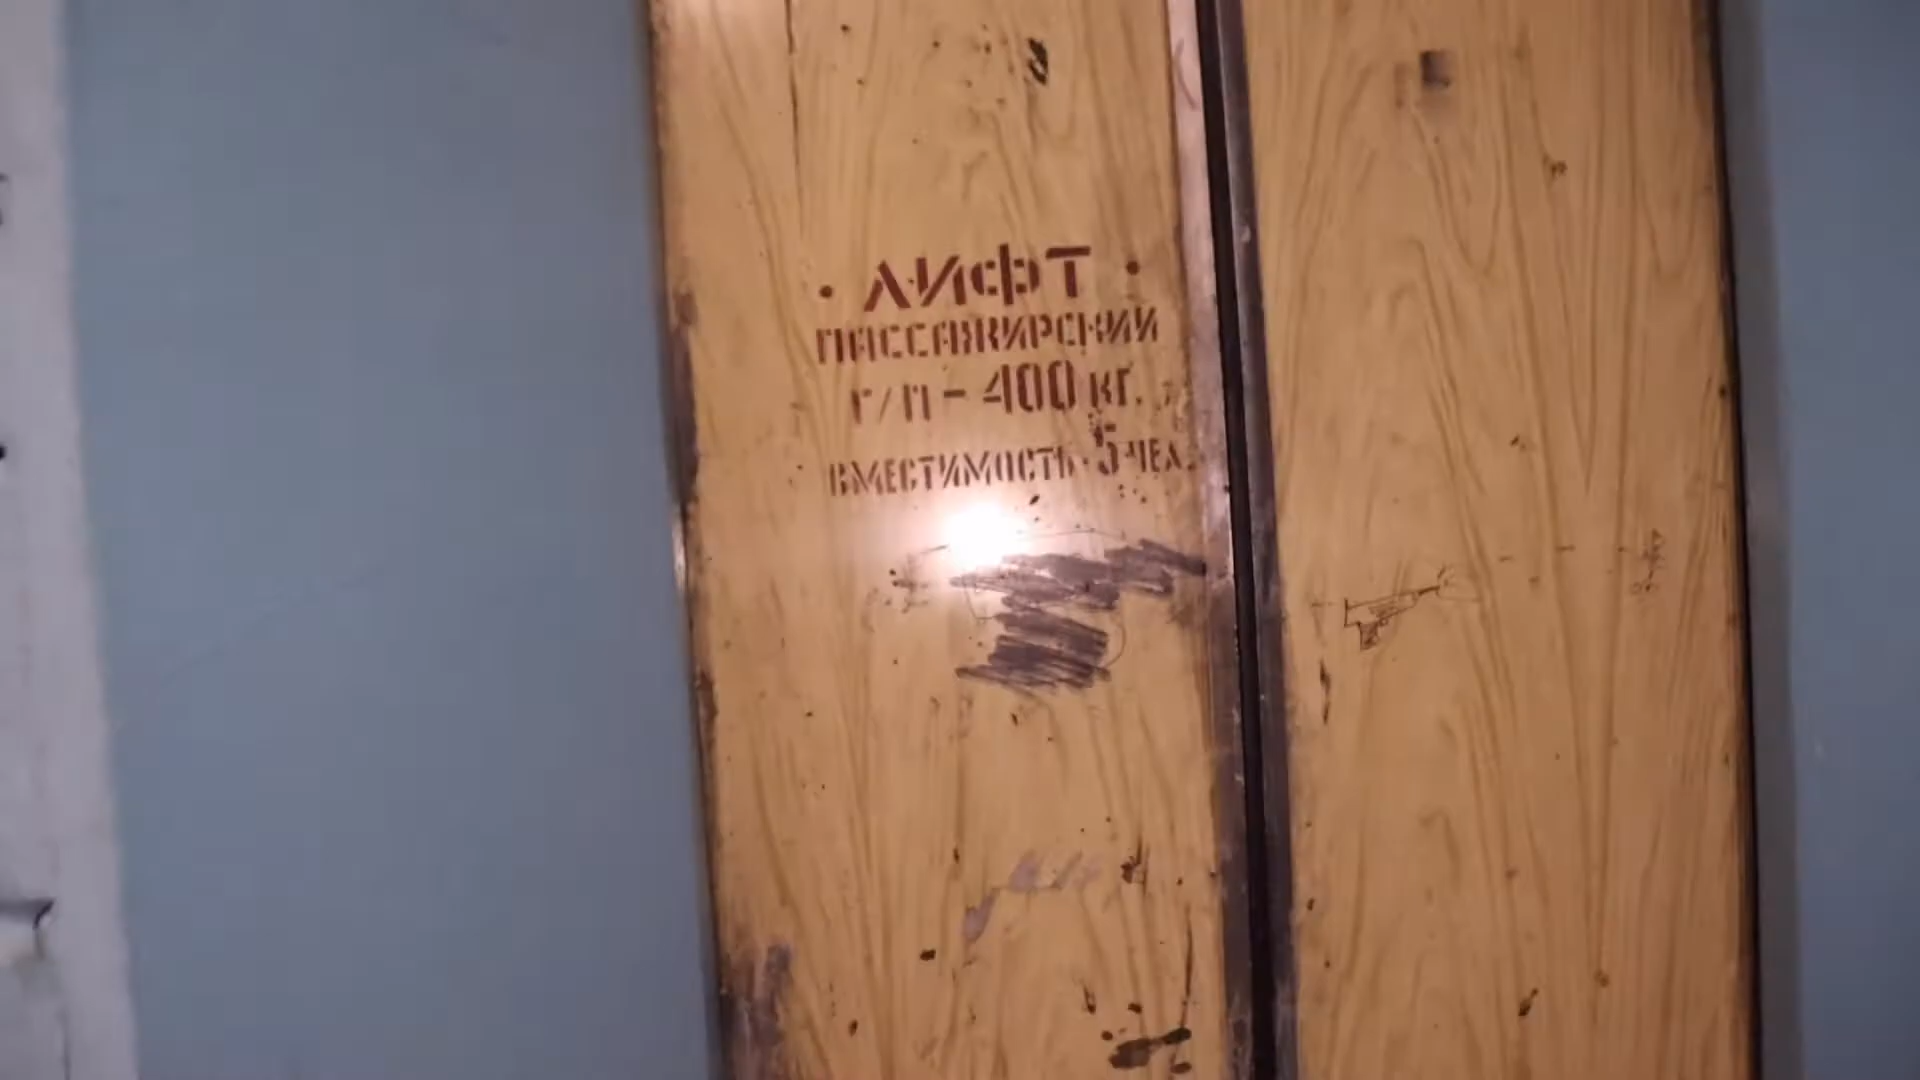 · ЛИФТ ·
ПАССАЖИРСКИЙ
Г/П - 400 КГ.
ВМЕСТИМОСТЬ - 5 ЧЕЛ.